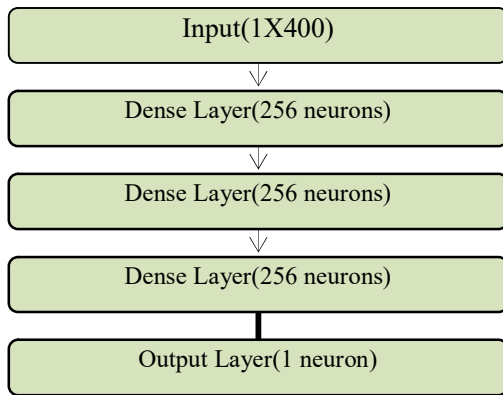 Input(1X400)
Dense Layer(256 neurons)
Dense Layer(256 neurons)
Dense Layer(256 neurons)
Output Layer(1 neuron)